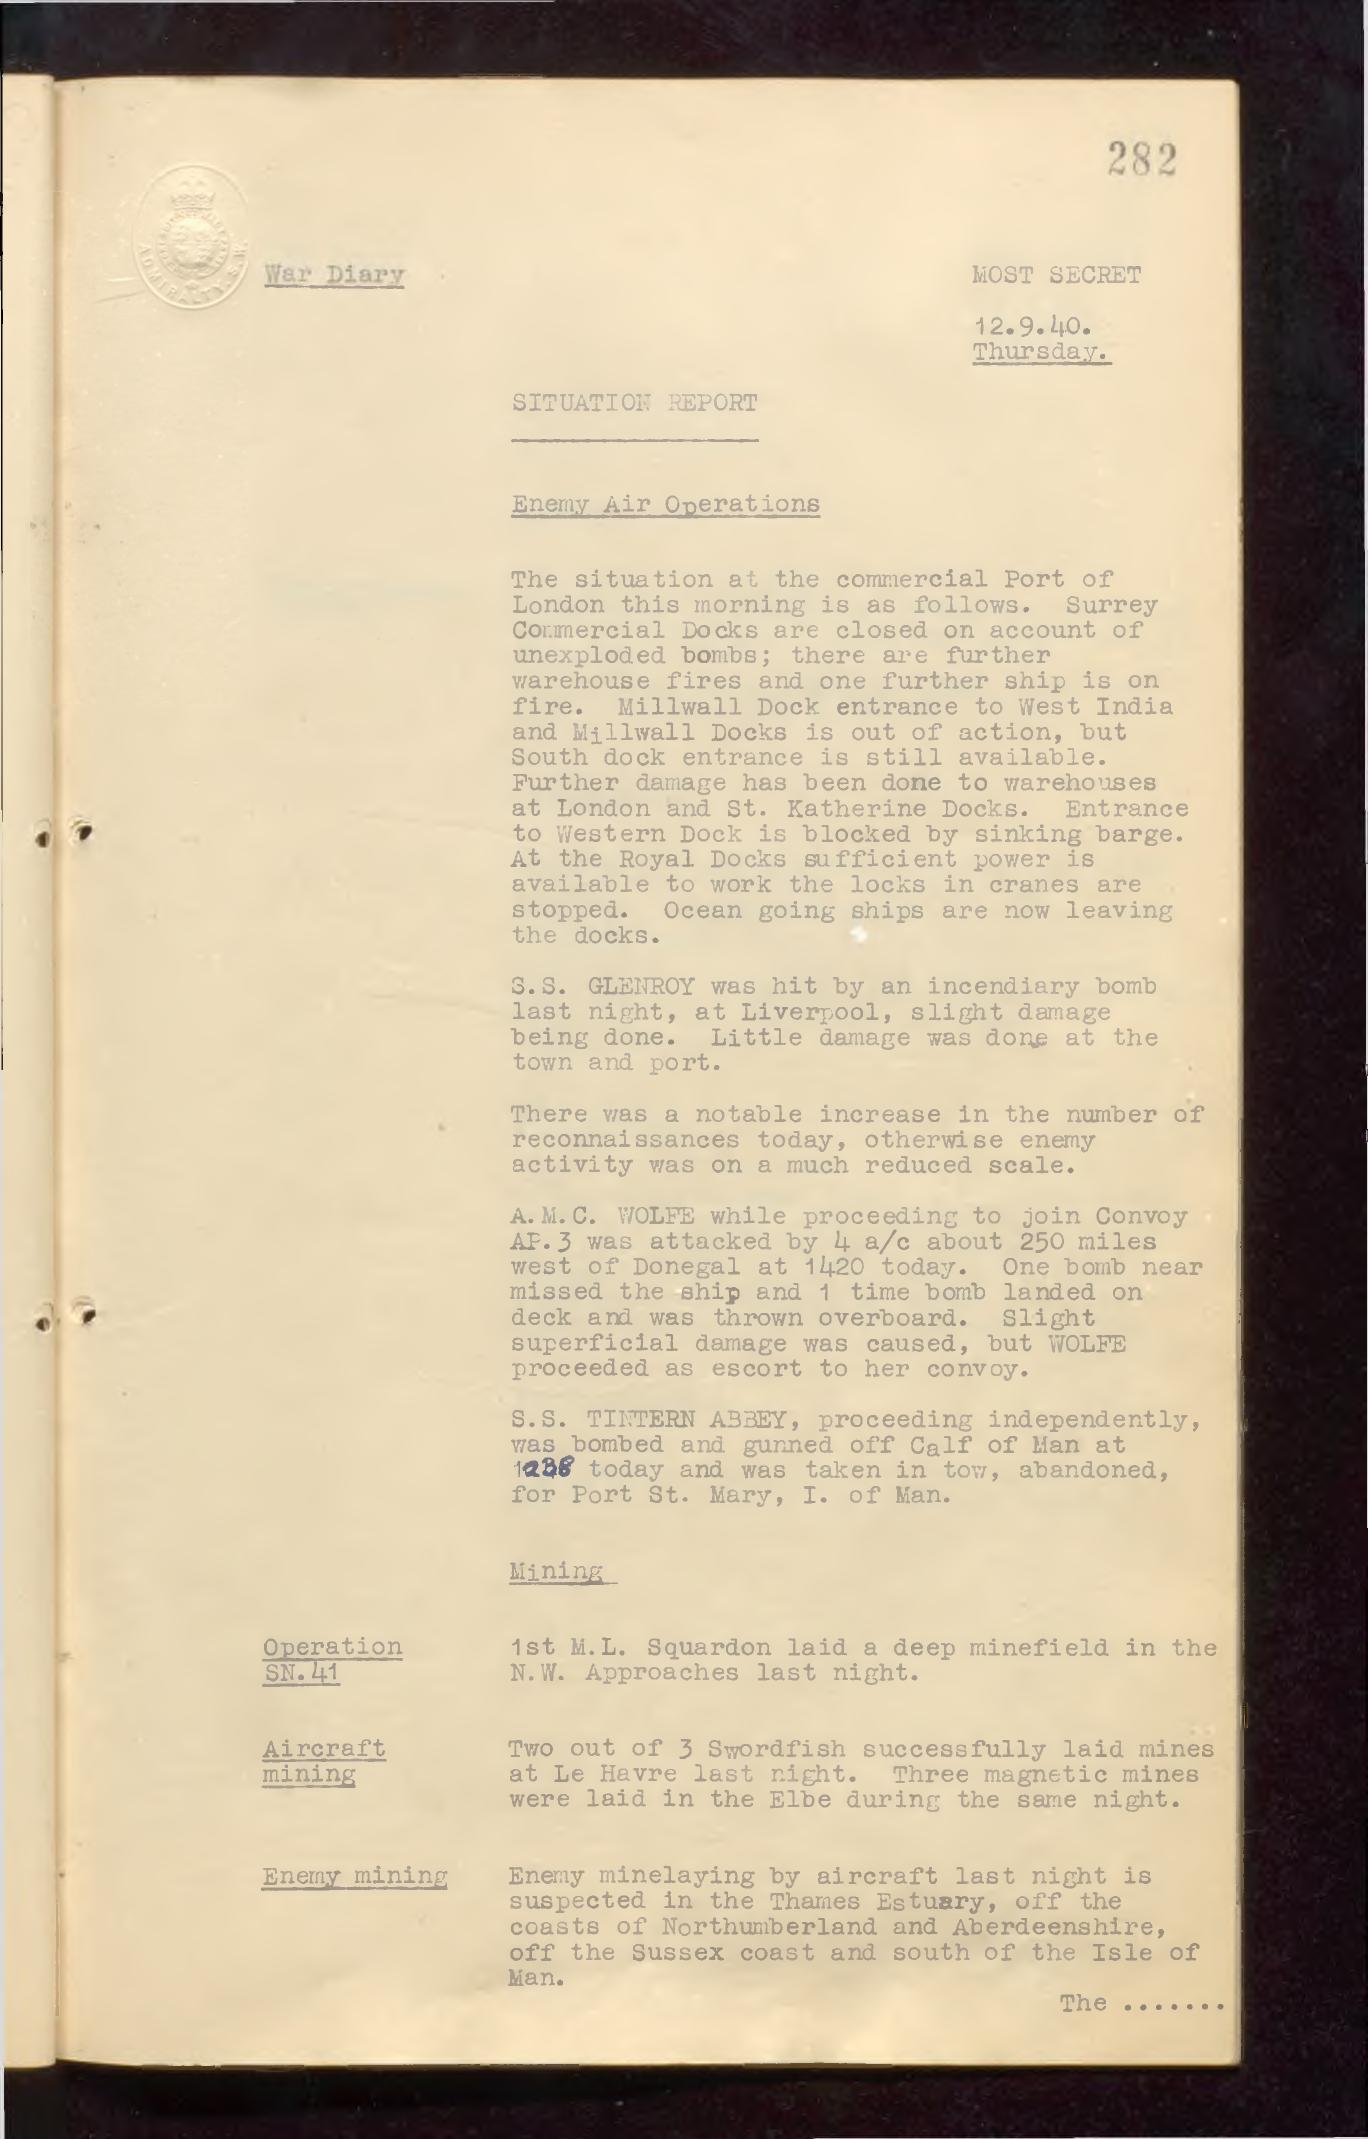 282
ADMIRALTY. S.W.
War Diary
MOST SECRET
12.9.40.
Thursday.
SITUATION REPORT
Enemy Air Operations
The situation at the commercial Port of
London this morning is as follows. Surrey
Commercial Docks are closed on account of
unexploded bombs; there are further
warehouse fires and one further ship is on
fire. Millwall Dock entrance to West India
and Millwall Docks is out of action, but
South dock entrance is still available.
Further damage has been done to warehouses
at London and St. Katherine Docks. Entrance
to Western Dock is blocked by sinking barge.
At the Royal Docks sufficient power is
available to work the locks in cranes are
stopped. Ocean going ships are now leaving
the docks.
S.S. GLENROY was hit by an incendiary bomb
last night, at Liverpool, slight damage
being done. Little damage was done at the
town and port.
There was a notable increase in the number of
reconnaissances today, otherwise enemy
activity was on a much reduced scale.
A.M.C. WOLFE while proceeding to join Convoy
AP.3 was attacked by 4 a/c about 250 miles
west of Donegal at 1420 today. One bomb near
missed the ship and 1 time bomb landed on
deck and was thrown overboard. Slight
superficial damage was caused, but WOLFE
proceeded as escort to her convoy.
S.S. TINTERN ABBEY, proceeding independently,
was bombed and gunned off Calf of Man at
today and was taken in tow, abandoned,
for Port St. Mary, I. of Man.
Mining
Operation
SN.41
1st M.L. Squardon laid a deep minefield in the
N.W. Approaches last night.
Aircraft
mining
Two out of 3 Swordfish successfully laid mines
at Le Havre last night. Three magnetic mines
were laid in the Elbe during the same night.
Enemy mining
Enemy minelaying by aircraft last night is
suspected in the Thames Estuary, off the
coasts of Northumberland and Aberdeenshire,
off the Sussex coast and south of the Isle of
Man.
The .......